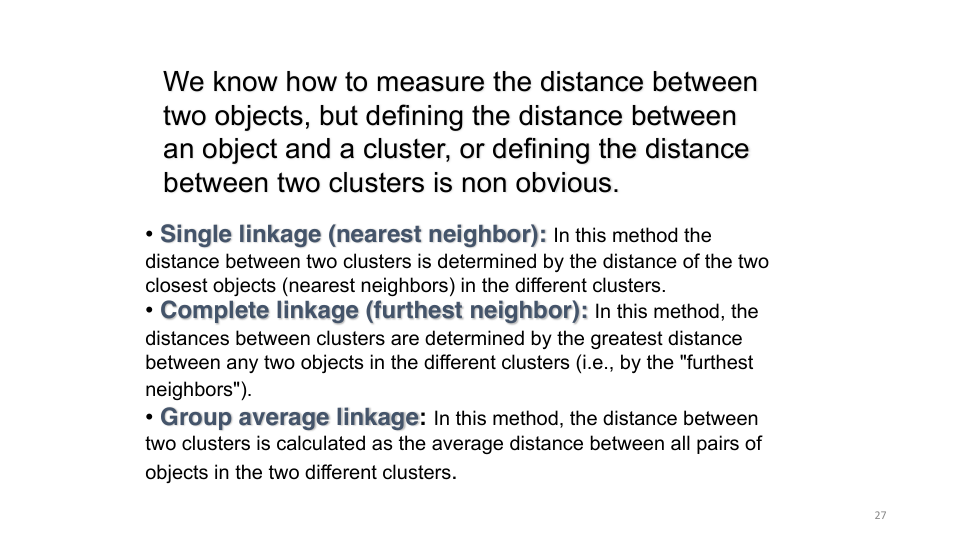 We know how to measure the distance between
two objects, but defining the distance between
an object and a cluster, or defining the distance
between two clusters is non obvious.
• Single linkage (nearest neighbor): In this method the
distance between two clusters is determined by the distance of the two
closest objects (nearest neighbors) in the different clusters.
• Complete linkage (furthest neighbor): In this method, the
distances between clusters are determined by the greatest distance
between any two objects in the different clusters (i.e., by the "furthest
neighbors").
• Group average linkage: In this method, the distance between
two clusters is calculated as the average distance between all pairs of
objects in the two different clusters.
27